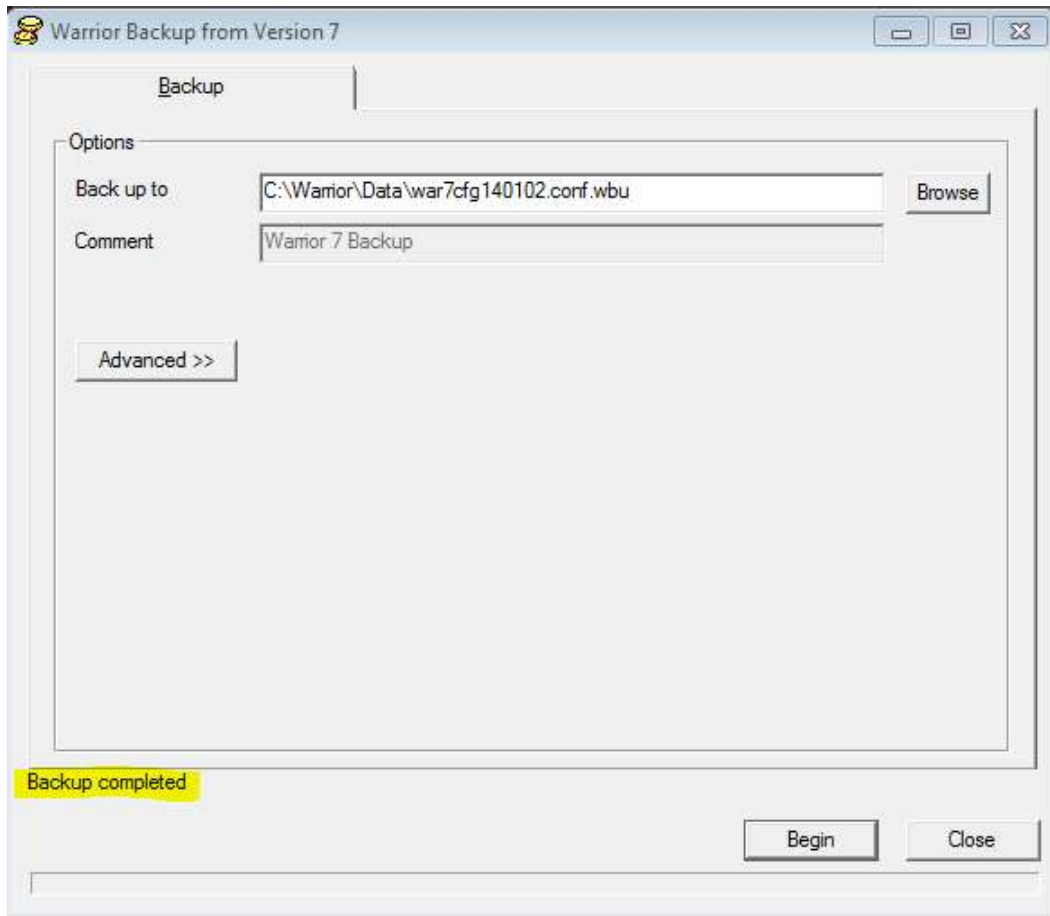 Warrior Backup from Version 7
Backup
Options
Back up to C:\Warrior\Data\war7cfg140102.conf.wbu Browse
Comment Warrior 7 Backup
Advanced >>
Backup completed
Begin Close